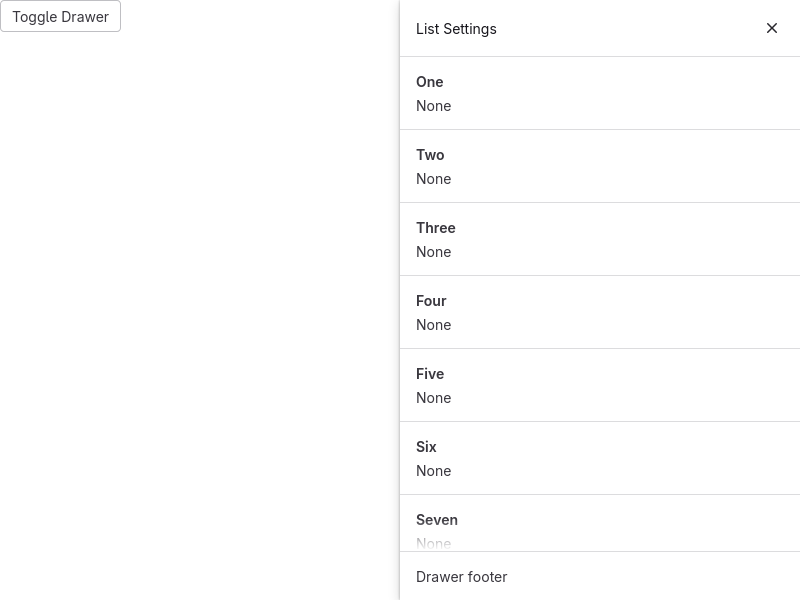 Toggle Drawer
List Settings
One
None
Two
None
Three
None
Four
None
Five
None
Six
None
Seven
None
Drawer footer